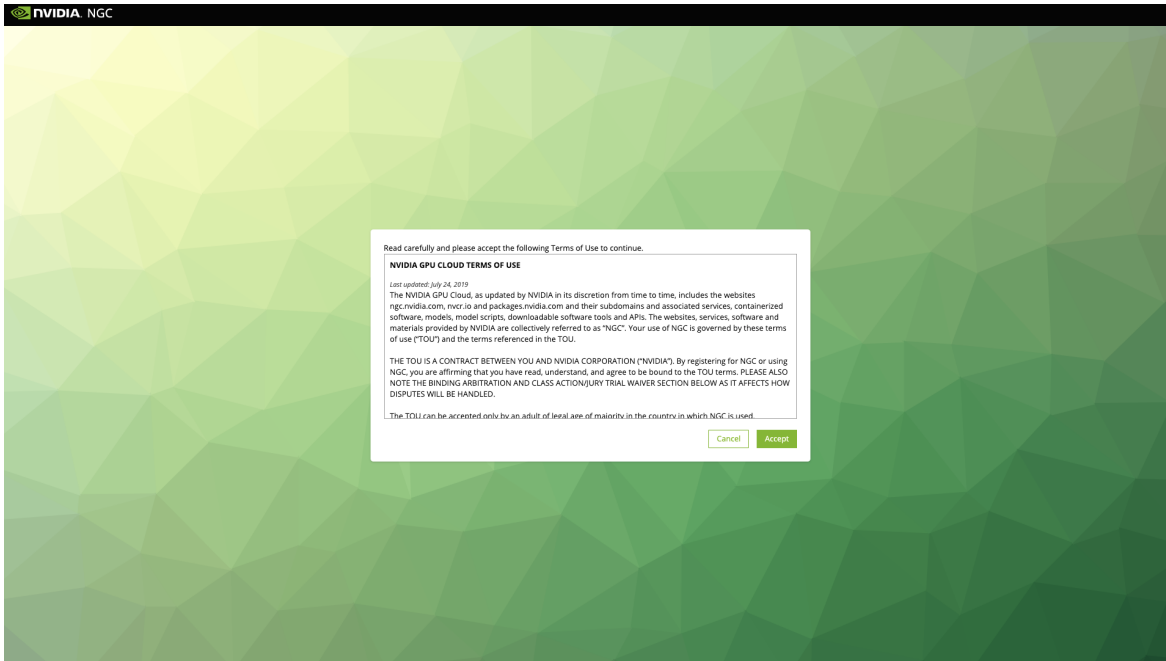 NVIDIA. NGC
Read carefully and please accept the following Terms of Use to continue.
NVIDIA GPU CLOUD TERMS OF USE
Last updated: July 24, 2019
The NVIDIA GPU Cloud, as updated by NVIDIA in its discretion from time to time, includes the websites
ngc.nvidia.com, nvcr.io and packages.nvidia.com and their subdomains and associated services, containerized
software, models, model scripts, downloadable software tools and APIs. The websites, services, software and
materials provided by NVIDIA are collectively referred to as “NGC”. Your use of NGC is governed by these terms
of use (“TOU”) and the terms referenced in the TOU.
THE TOU IS A CONTRACT BETWEEN YOU AND NVIDIA CORPORATION (“NVIDIA”). By registering for NGC or using
NGC, you are affirming that you have read, understand, and agree to be bound to the TOU terms. PLEASE ALSO
NOTE THE BINDING ARBITRATION AND CLASS ACTION/JURY TRIAL WAIVER SECTION BELOW AS IT AFFECTS HOW
DISPUTES WILL BE HANDLED.
The TOU can be accepted only by an adult of legal age of majority in the country in which NGC is used.
Cancel
Accept